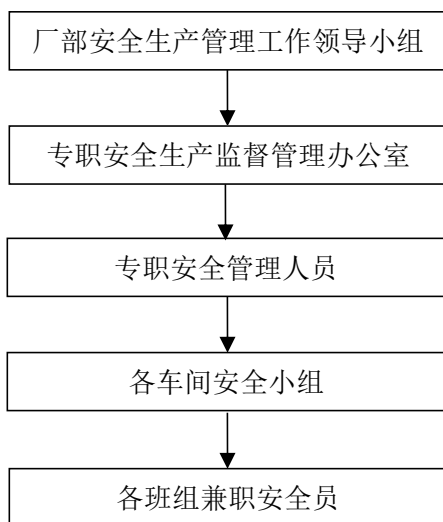 厂部安全生产管理工作领导小组
专职安全生产监督管理办公室
专职安全管理人员
各车间安全小组
各班组兼职安全员